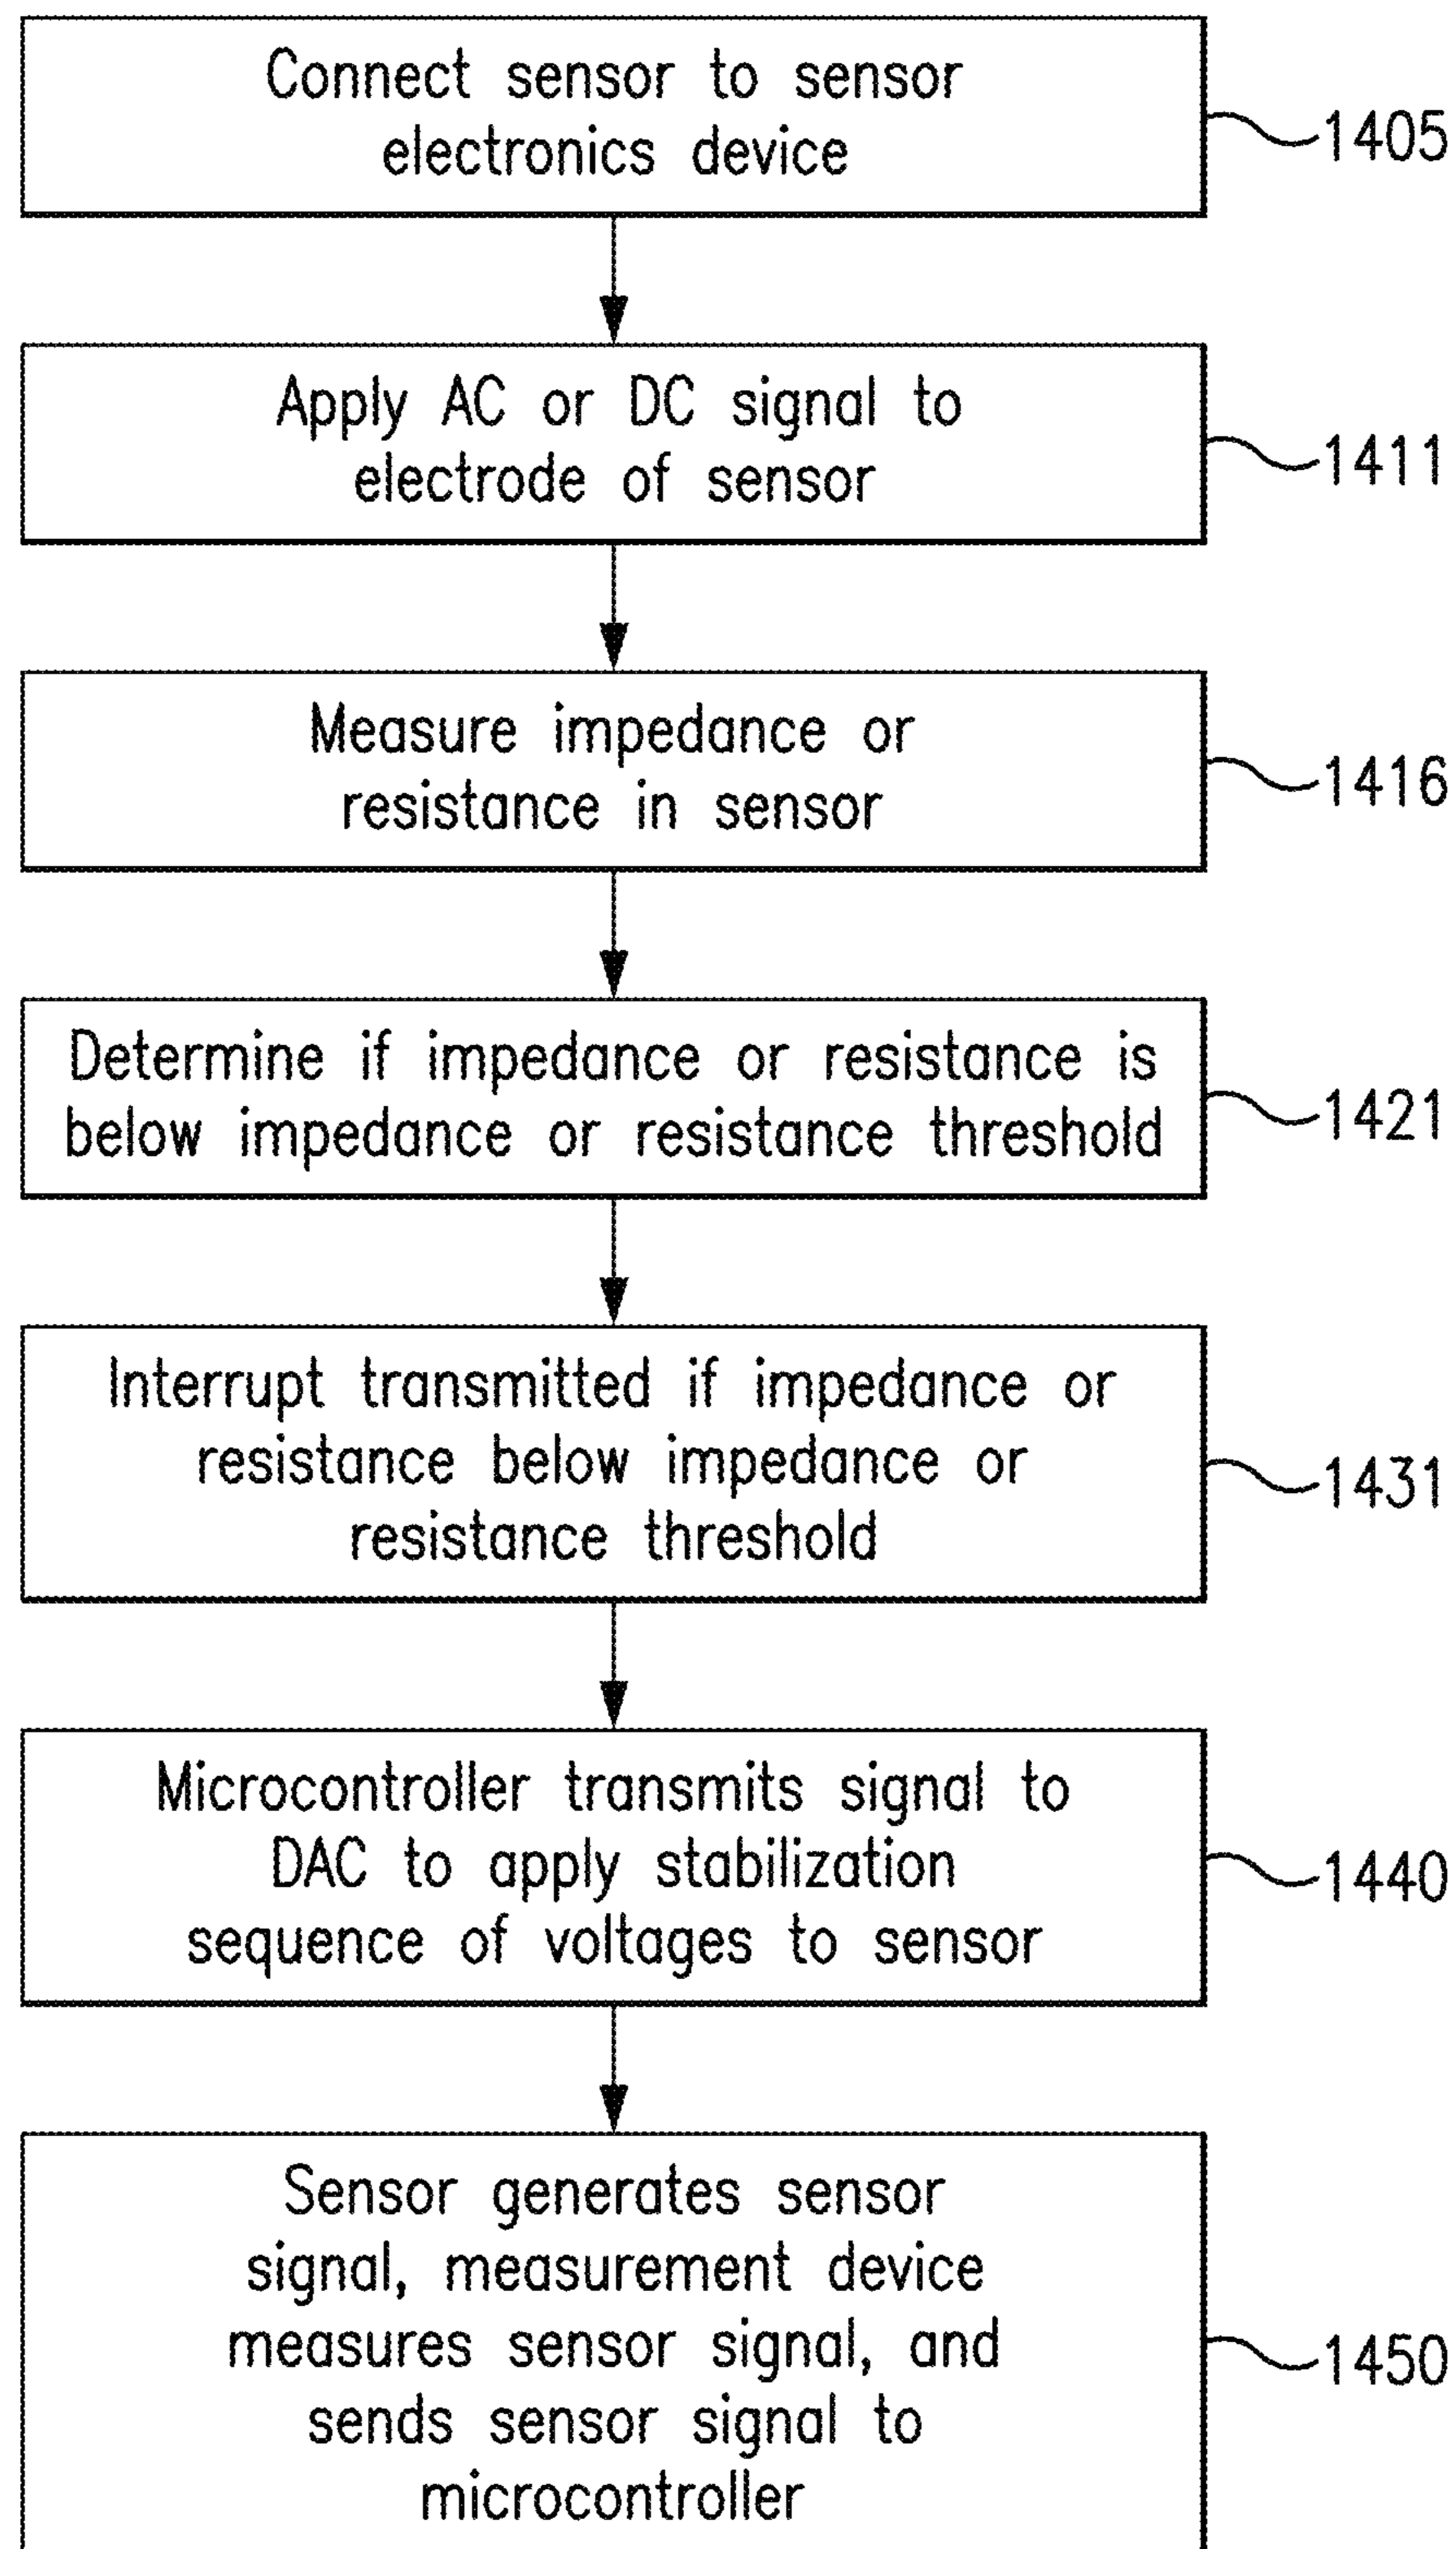 Connect sensor to sensor
electronics device
1405
Apply AC or DC signal to
electrode of sensor
1411
Measure impedance or
resistance in sensor
1416
Determine if impedance or resistance is
below impedance or resistance threshold
1421
Interrupt transmitted if impedance or
resistance below impedance or
resistance threshold
1431
Microcontroller transmits signal to
DAC to apply stabilization
sequence of voltages to sensor
1440
Sensor generates sensor
signal, measurement device
measures sensor signal, and
sends sensor signal to
microcontroller
1450